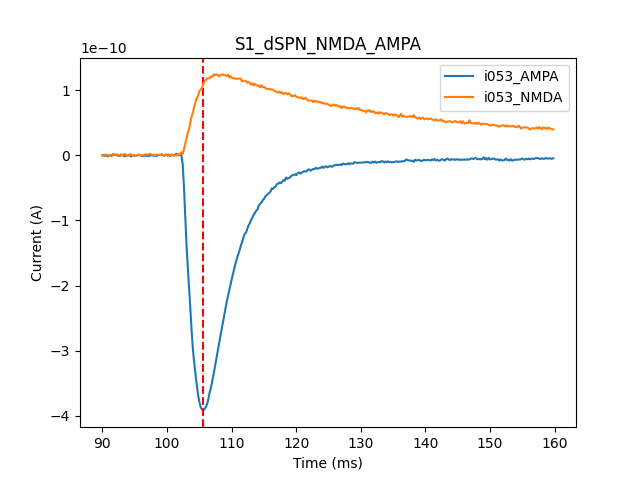 S1_dSPN_NMDA_AMPA
1e−10
i053_AMPA
i053_NMDA
1
0
−1
−2
−3
−4
Current (A)
90 100 110 120 130 140 150 160
Time (ms)